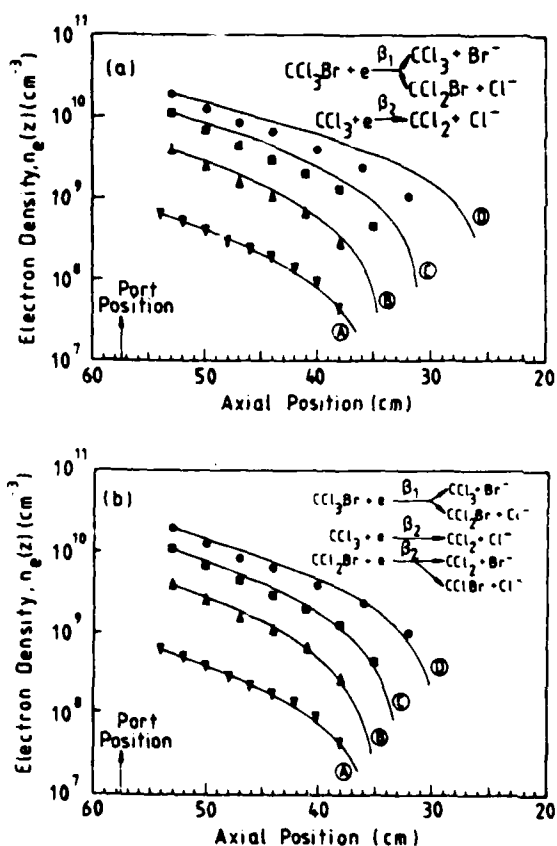 10^11
(a)
CCl3Br + e β1 CCl3 + Br⁻
CCl2Br + Cl⁻
CCl3 + e β2 CCl2 + Cl⁻
10^10
10^9
10^8
10^7
Electron Density, ne(z) (cm⁻³)
Port
Position
A
B
C
D
60 50 40 30 20
Axial Position (cm)
10^11
(b)
CCl3Br + e β1 CCl3 + Br⁻
CCl2Br + Cl⁻
CCl3 + e β2 CCl2 + Cl⁻
CCl2Br + e β2 CCl2 + Br⁻
CClBr + Cl⁻
10^10
10^9
10^8
10^7
Electron Density, ne(z) (cm⁻³)
Port
Position
A
B
C
D
60 50 40 30 20
Axial Position (cm)